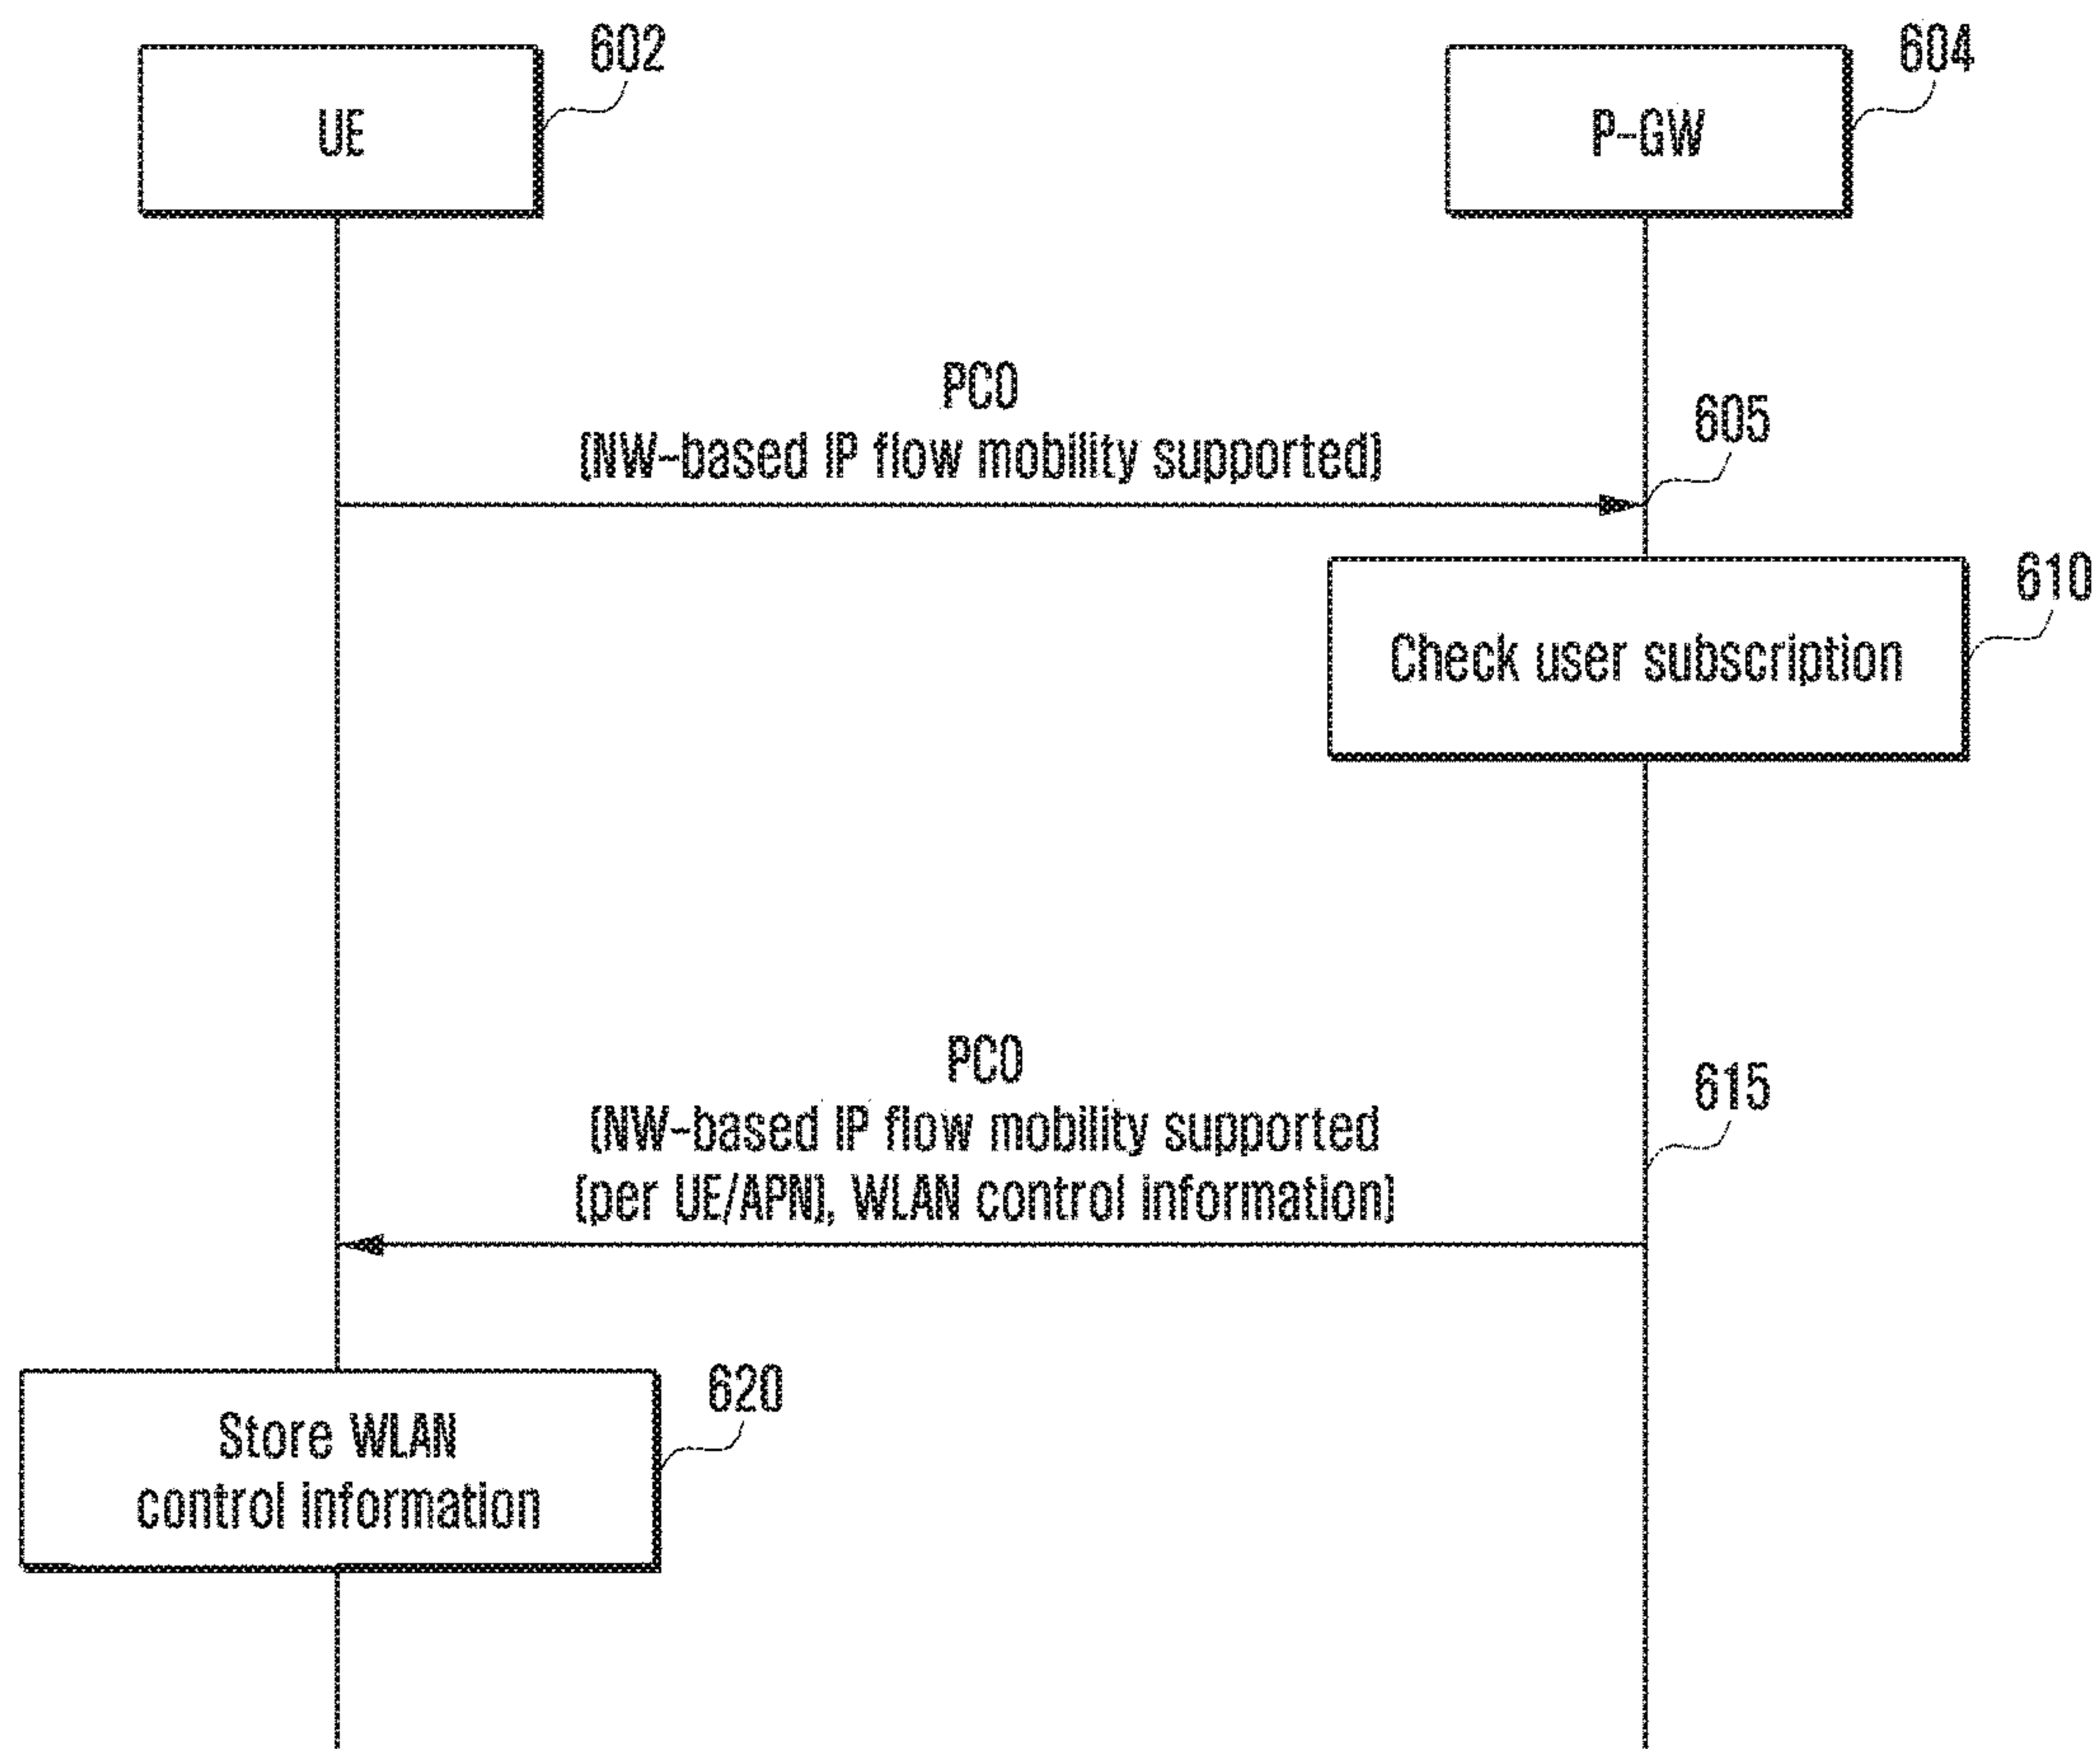 602
604
UE
P-GW
PCO
(NW-based IP flow mobility supported)
605
610
Check user subscription
PCO
(NW-based IP flow mobility supported
(per UE/APN), WLAN control information)
615
620
Store WLAN
control information